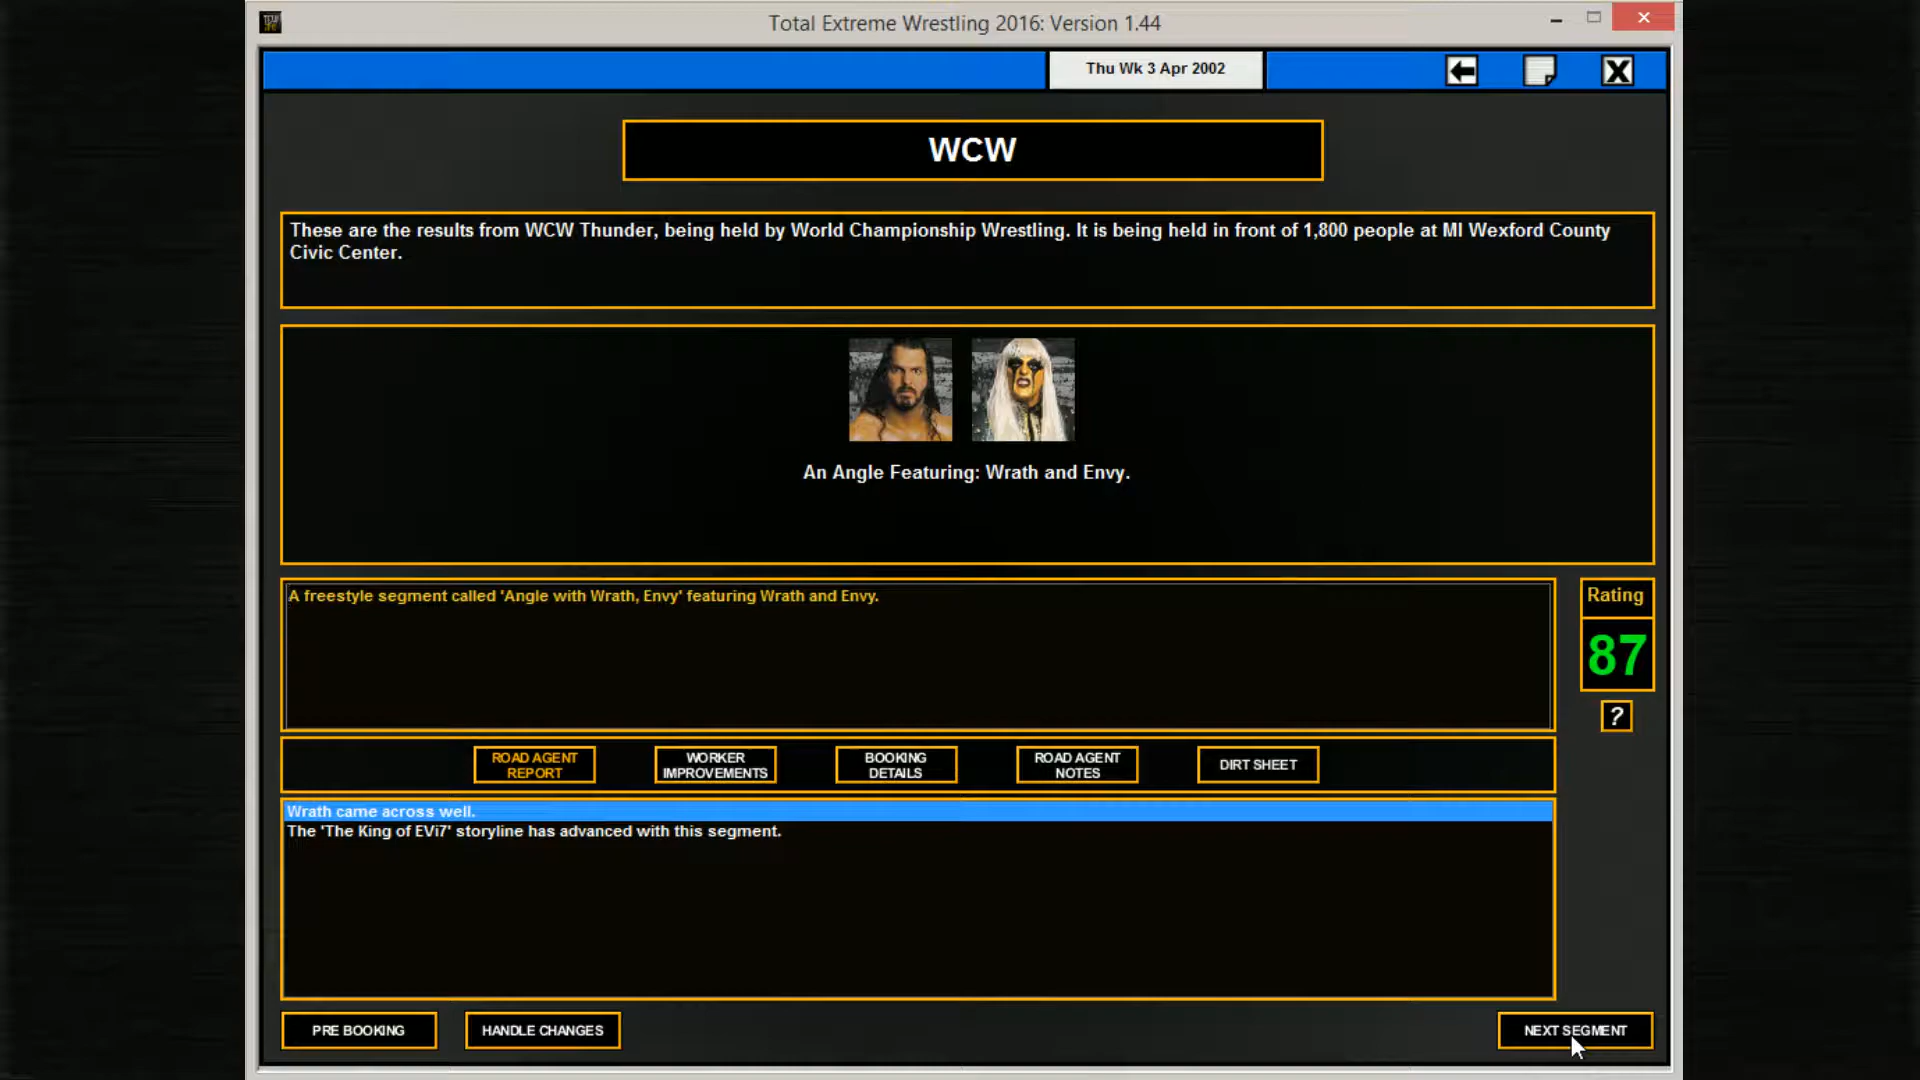 Total Extreme Wrestling 2016: Version 1.44
Thu Wk 3 Apr 2002
WCW
These are the results from WCW Thunder, being held by World Championship Wrestling. It is being held in front of 1,800 people at MI Wexford County
Civic Center.
An Angle Featuring: Wrath and Envy.
A freestyle segment called 'Angle with Wrath, Envy' featuring Wrath and Envy.
Rating
87
?
ROAD AGENT
REPORT
WORKER
IMPROVEMENTS
BOOKING
DETAILS
ROAD AGENT
NOTES
DIRT SHEET
Wrath came across well.
The 'The King of EVi7' storyline has advanced with this segment.
PRE BOOKING
HANDLE CHANGES
NEXT SEGMENT